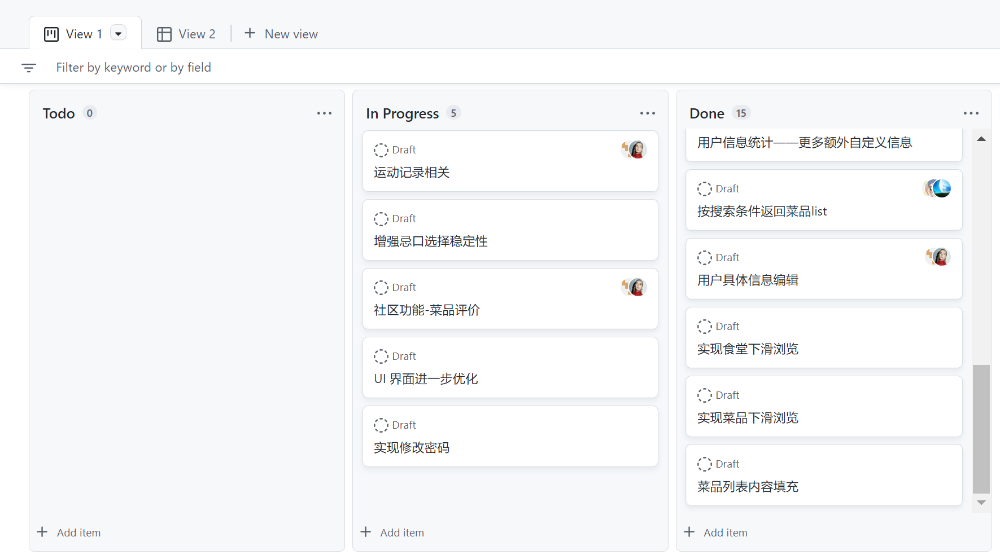 View 1
View 2
New view
Filter by keyword or by field
Todo 0
In Progress 5
Draft
运动记录相关
Draft
增强忌口选择稳定性
Draft
社区功能-菜品评价
Draft
UI 界面进一步优化
Draft
实现修改密码
Done 15
用户信息统计——更多额外自定义信息
Draft
按搜索条件返回菜品list
Draft
用户具体信息编辑
Draft
实现食堂下滑浏览
Draft
实现菜品下滑浏览
Draft
菜品列表内容填充
Add item
Add item
Add item